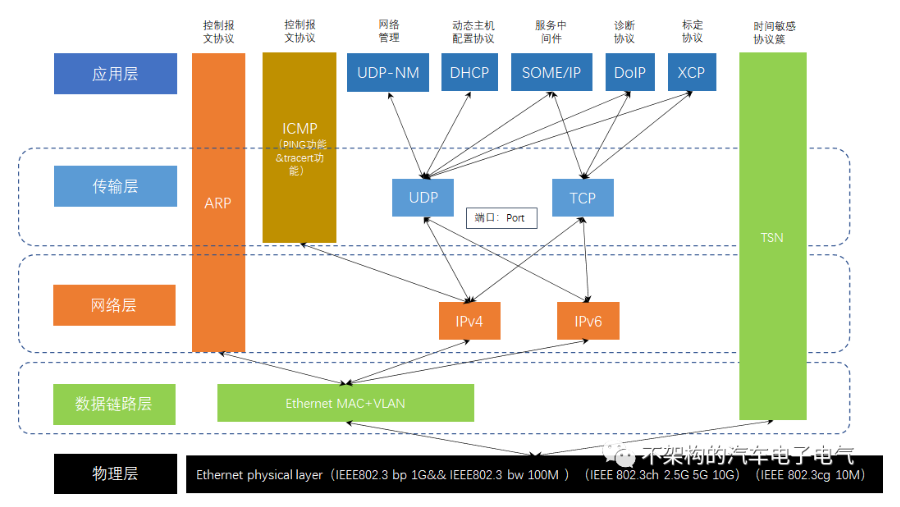 控制报
文协议
控制报
文协议
网络
管理
动态主机
配置协议
服务中
间件
诊断
协议
标定
协议
时间敏感
协议簇
应用层
UDP-NM
DHCP
SOME/IP
DoIP
XCP
ICMP
（PING功能
&tracert功
能）
传输层
ARP
UDP
TCP
端口：Port
TSN
网络层
IPv4
IPv6
数据链路层
Ethernet MAC+VLAN
不架构的汽车电子电气
物理层
Ethernet physical layer（IEEE802.3 bp 1G&& IEEE802.3 bw 100M ）（IEEE 802.3ch 2.5G 5G 10G）（IEEE 802.3cg 10M）